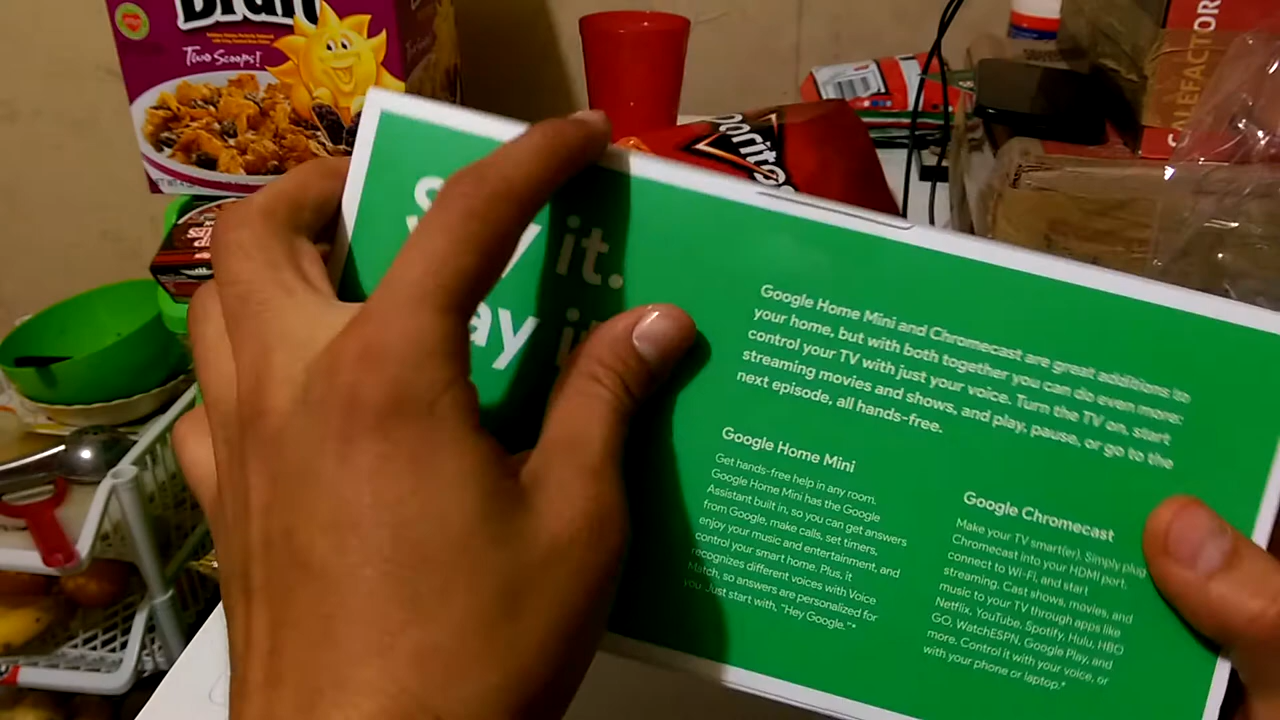 Two Scoops!
Doritos
CALEFACTOR
it.
Google Home Mini and Chromecast are great additions to
your home, but with both together you can do even more:
control your TV with just your voice. Turn the TV on, start
streaming movies and shows, and play, pause, or go to the
next episode, all hands-free.
Google Home Mini
Get hands-free help in any room.
Google Home Mini has the Google
Assistant built in, so you can get answers
from Google, make calls, set timers,
enjoy your music and entertainment, and
control your smart home. Plus, it
recognizes different voices with Voice
Match, so answers are personalized for
you. Just start with, "Hey Google."*
Google Chromecast
Make your TV smart(er). Simply plug
Chromecast into your HDMI port,
connect to Wi-Fi, and start
streaming. Cast shows, movies, and
music to your TV through apps like
Netflix, YouTube, Spotify, Hulu, HBO
GO, WatchESPN, Google Play, and
more. Control it with your voice, or
with your phone or laptop.*